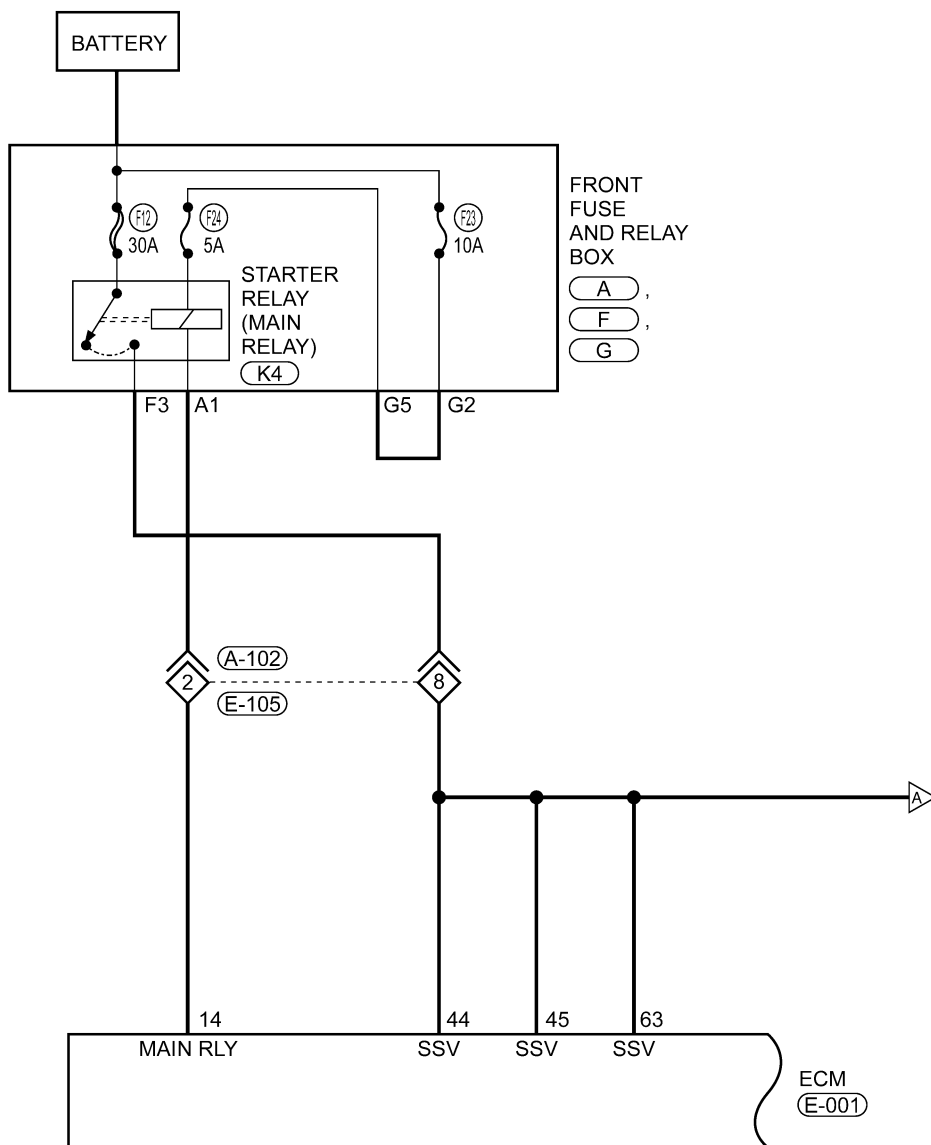 BATTERY
FRONT
FUSE
AND RELAY
BOX
A ,
F ,
G
F12
30A
F24
5A
F23
10A
STARTER
RELAY
(MAIN
RELAY)
K4
F3
A1
G5
G2
A-102
2
8
E-105
A
14
44
45
63
MAIN RLY
SSV
SSV
SSV
ECM
E-001